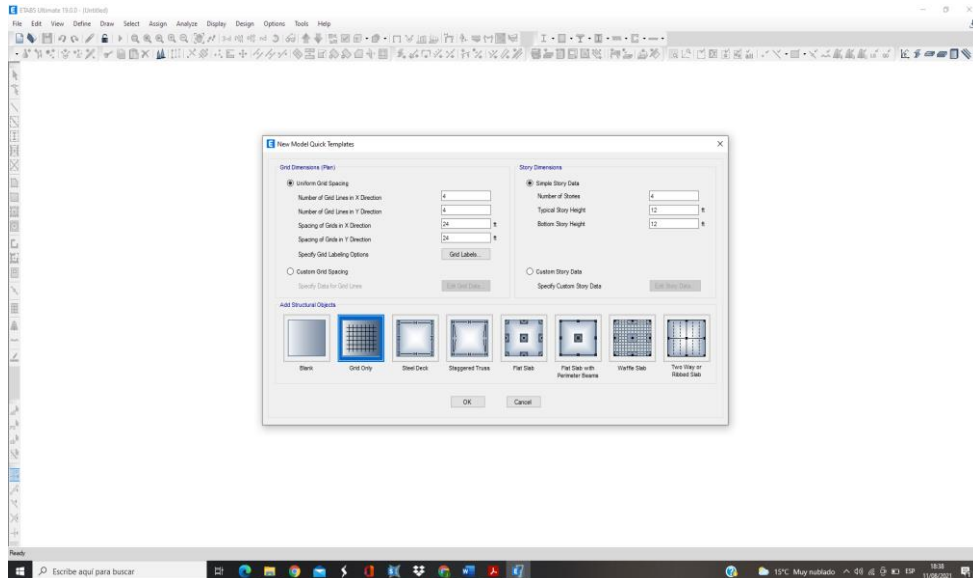 ETABS Ultimate 19.0.0 - (Untitled)
File Edit View Define Draw Select Assign Analyze Display Design Options Tools Help
New Model Quick Templates
Grid Dimensions (Plan)
Uniform Grid Spacing
Number of Grid Lines in X Direction 4
Number of Grid Lines in Y Direction 4
Spacing of Grids in X Direction 24 ft
Spacing of Grids in Y Direction 24 ft
Specify Grid Labeling Options Grid Labels...
Custom Grid Spacing
Specify Data for Grid Lines Edit Grid Data...
Story Dimensions
Simple Story Data
Number of Stories 4
Typical Story Height 12 ft
Bottom Story Height 12 ft
Custom Story Data
Specify Custom Story Data Edit Story Data...
Add Structural Objects
Blank
Grid Only
Steel Deck
Staggered Truss
Flat Slab
Flat Slab with
Perimeter Beams
Waffle Slab
Two Way or
Ribbed Slab
OK Cancel
Ready
Escribe aquí para buscar
15°C Muy nublado
ESP
18:38
11/08/2021